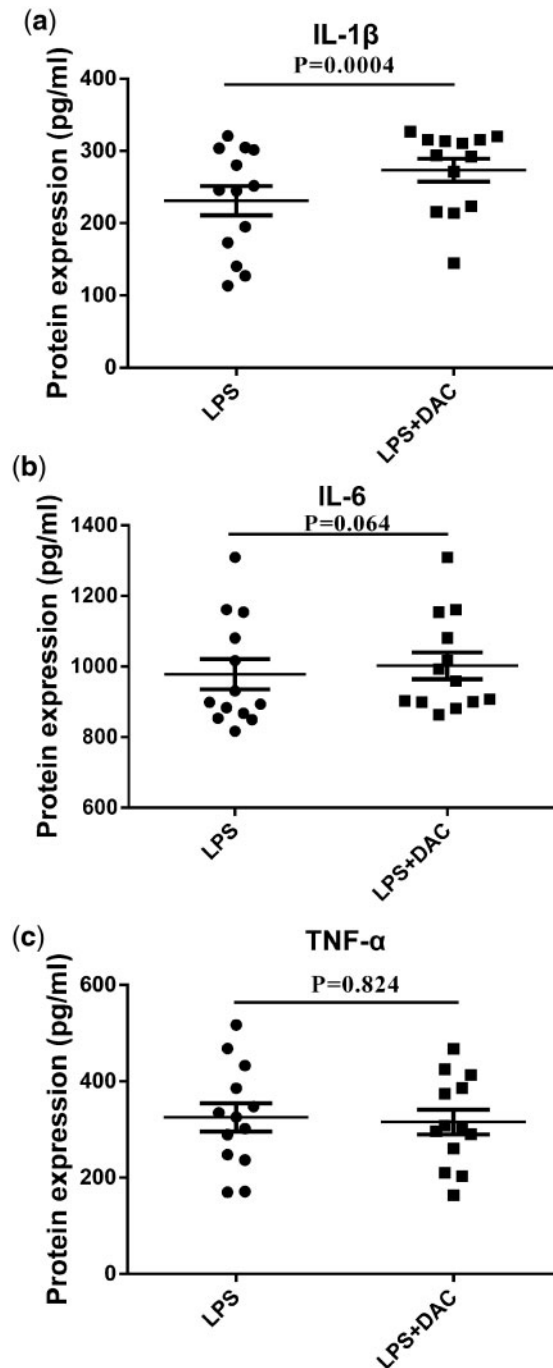 (a)
IL-1β
P=0.0004
Protein expression (pg/ml)
400
300
200
100
0
LPS
LPS+DAC
(b)
IL-6
P=0.064
Protein expression (pg/ml)
1400
1200
1000
800
600
LPS
LPS+DAC
(c)
TNF-α
P=0.824
Protein expression (pg/ml)
600
400
200
0
LPS
LPS+DAC